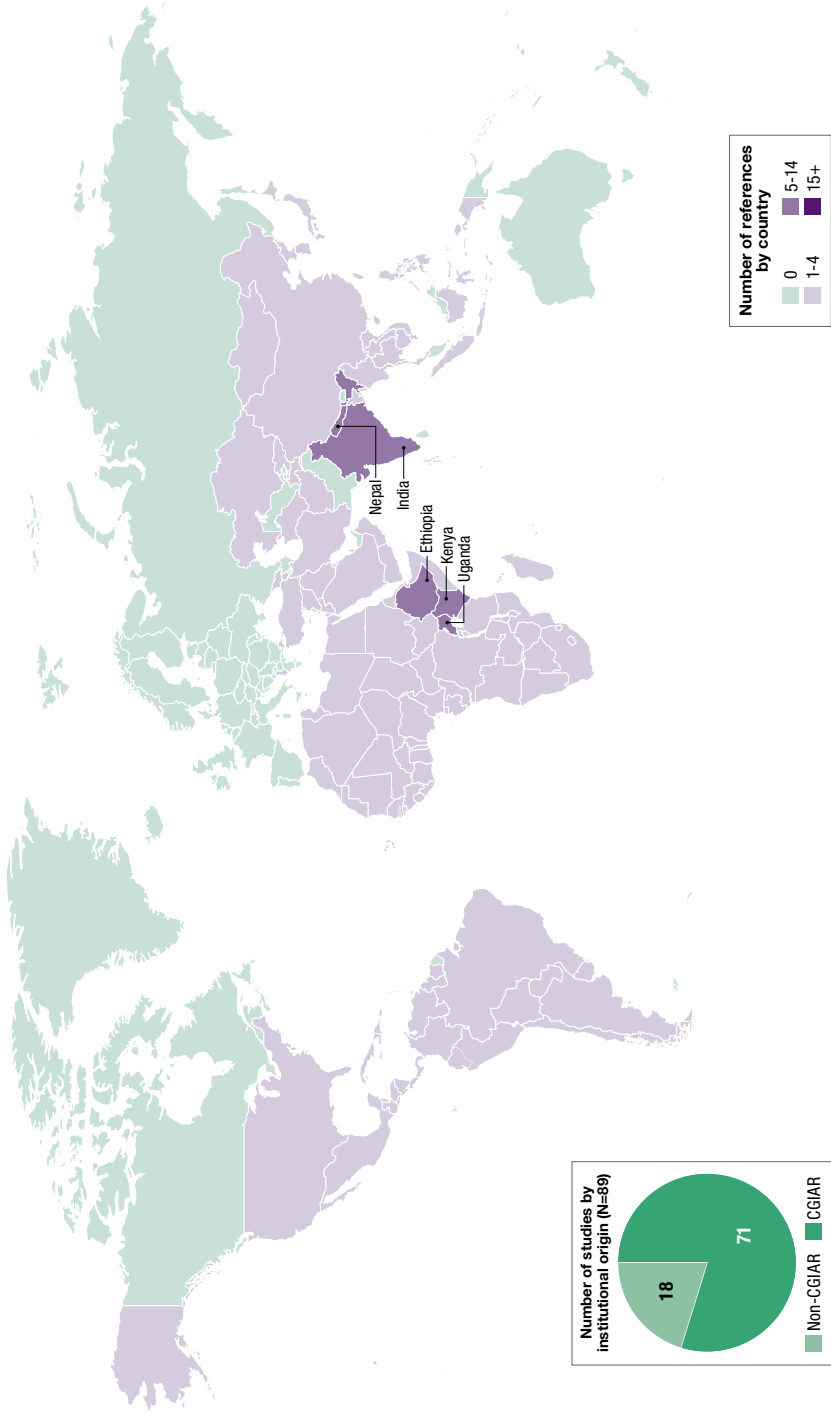 Nepal
India
Ethiopia
Kenya
Uganda
Number of studies by
institutional origin (N=89)
18
71
Non-CGIAR
CGIAR
Number of references
by country
0
5-14
1-4
15+